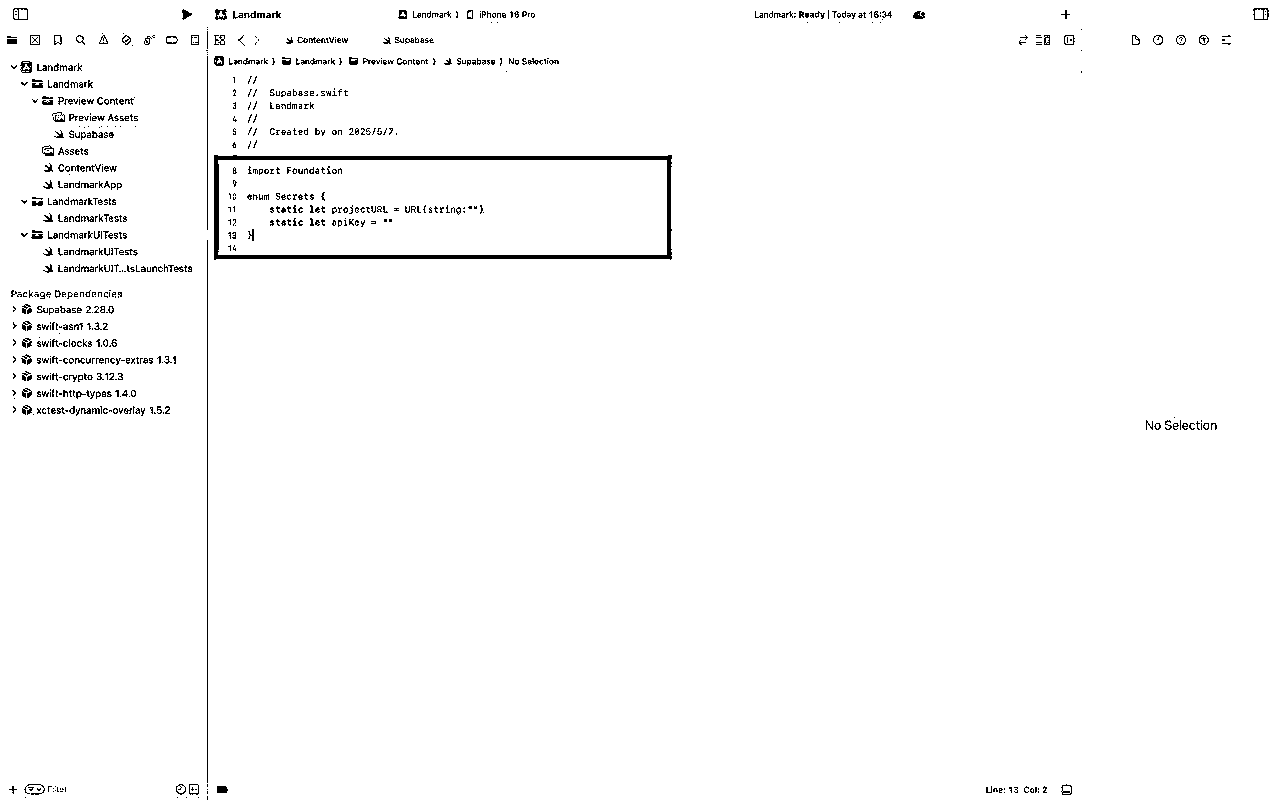 Landmark
Landmark
iPhone 16 Pro
Landmark: Ready | Today at 16:34
ContentView
Supabase
Landmark
Landmark
Preview Content
Supabase
No Selection
Landmark
Landmark
Preview Content
Preview Assets
Supabase
Assets
ContentView
LandmarkApp
LandmarkTests
LandmarkTests
LandmarkUITests
LandmarkUITests
LandmarkUIT...tsLaunchTests
Package Dependencies
Supabase 2.28.0
swift-asn1 1.3.2
swift-clocks 1.0.6
swift-concurrency-extras 1.3.1
swift-crypto 3.12.3
swift-http-types 1.4.0
xctest-dynamic-overlay 1.5.2
Filter
1 //
2 // Supabase.swift
3 // Landmark
4 //
5 // Created by on 2025/5/7.
6 //
8 import Foundation
9
10 enum Secrets {
11 static let projectURL = URL(string:"")
12 static let apiKey = ""
13 }
14
No Selection
Line: 13 Col: 2